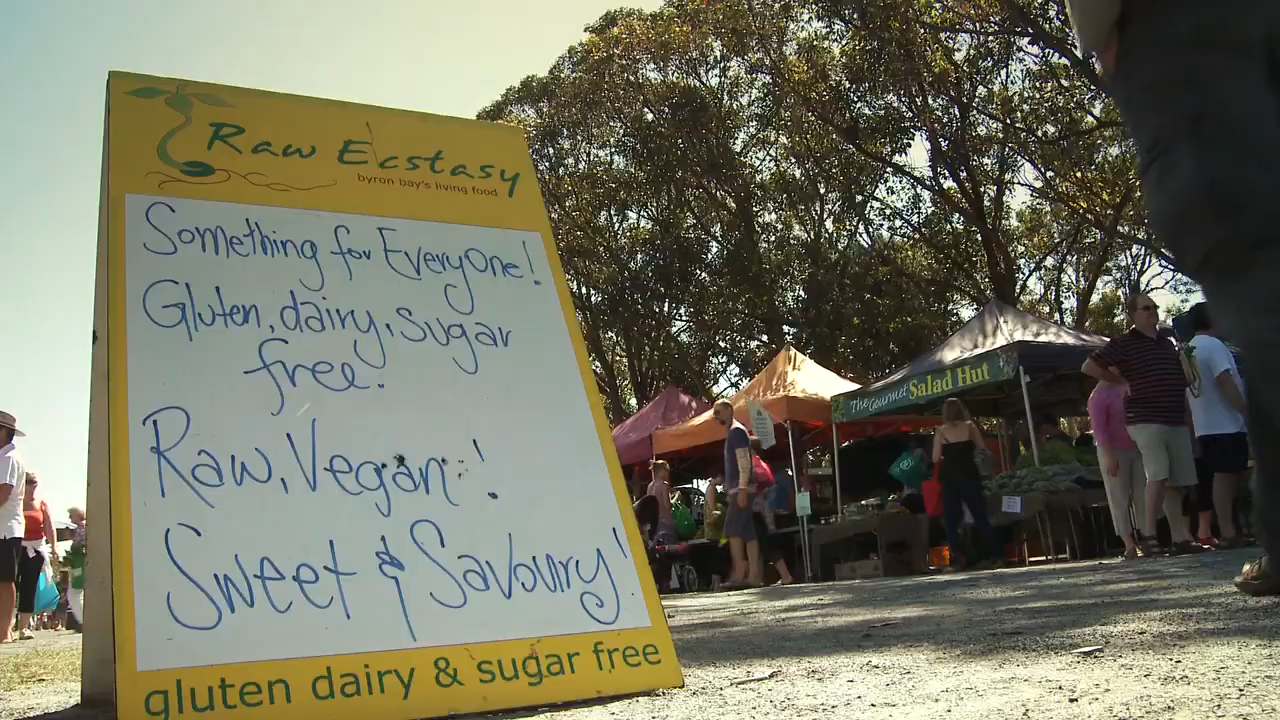 Raw Ecstasy
byron bay's living food
Something for Everyone!
Gluten, dairy, sugar
free.
Raw, Vegan!
Sweet & Savoury!
gluten dairy & sugar free
The Gourmet Salad Hut